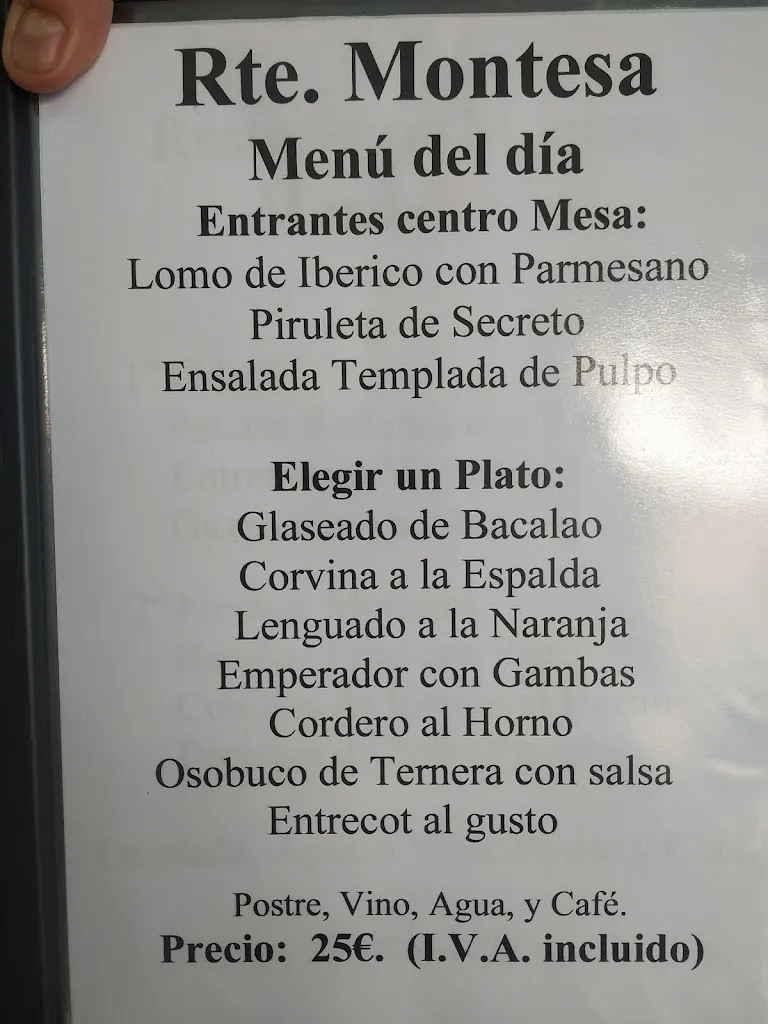 Rte. Montesa
Menú del día
Entrantes centro Mesa:
Lomo de Iberico con Parmesano
Piruleta de Secreto
Ensalada Templada de Pulpo
Elegir un Plato:
Glaseado de Bacalao
Corvina a la Espalda
Lenguado a la Naranja
Emperador con Gambas
Cordero al Horno
Osobuco de Ternera con salsa
Entrecot al gusto
Postre, Vino, Agua, y Café.
Precio: 25€. (I.V.A. incluido)